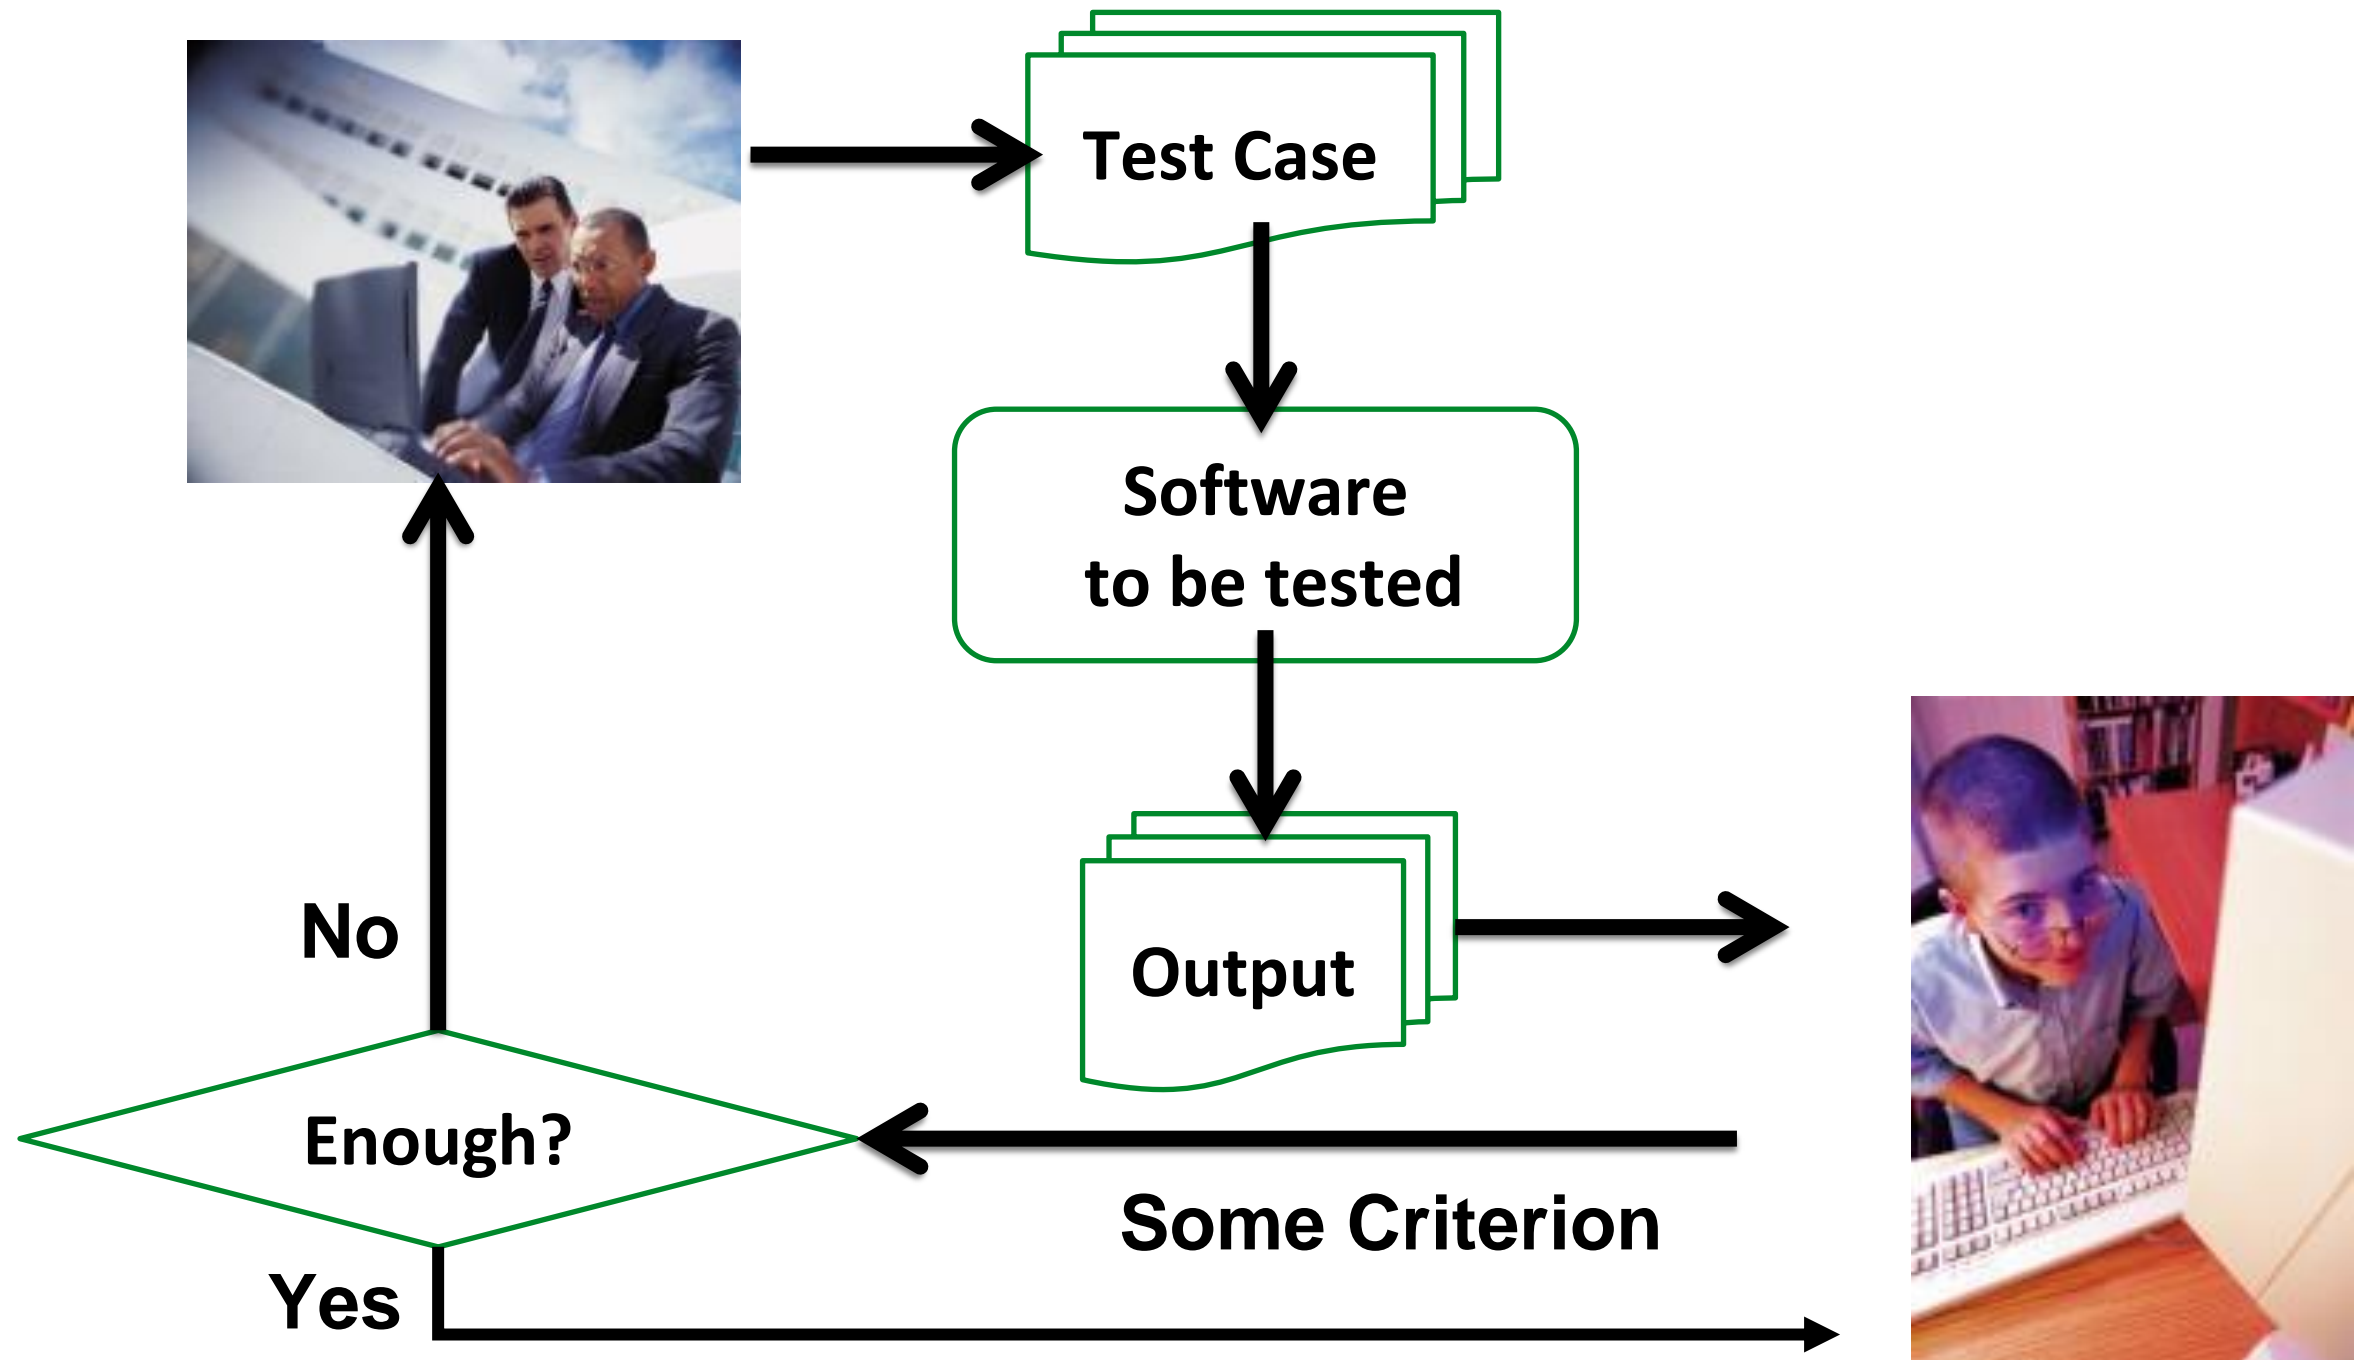 Test Case
Software
to be tested
Output
No
Enough?
Some Criterion
Yes